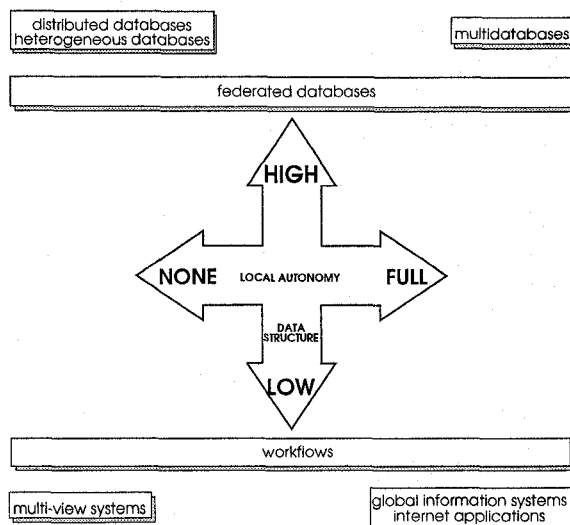 distributed databases
heterogeneous databases
multidatabases
federated databases
HIGH
NONE
LOCAL AUTONOMY
FULL
DATA
STRUCTURE
LOW
workflows
multi-view systems
global information systems
internet applications